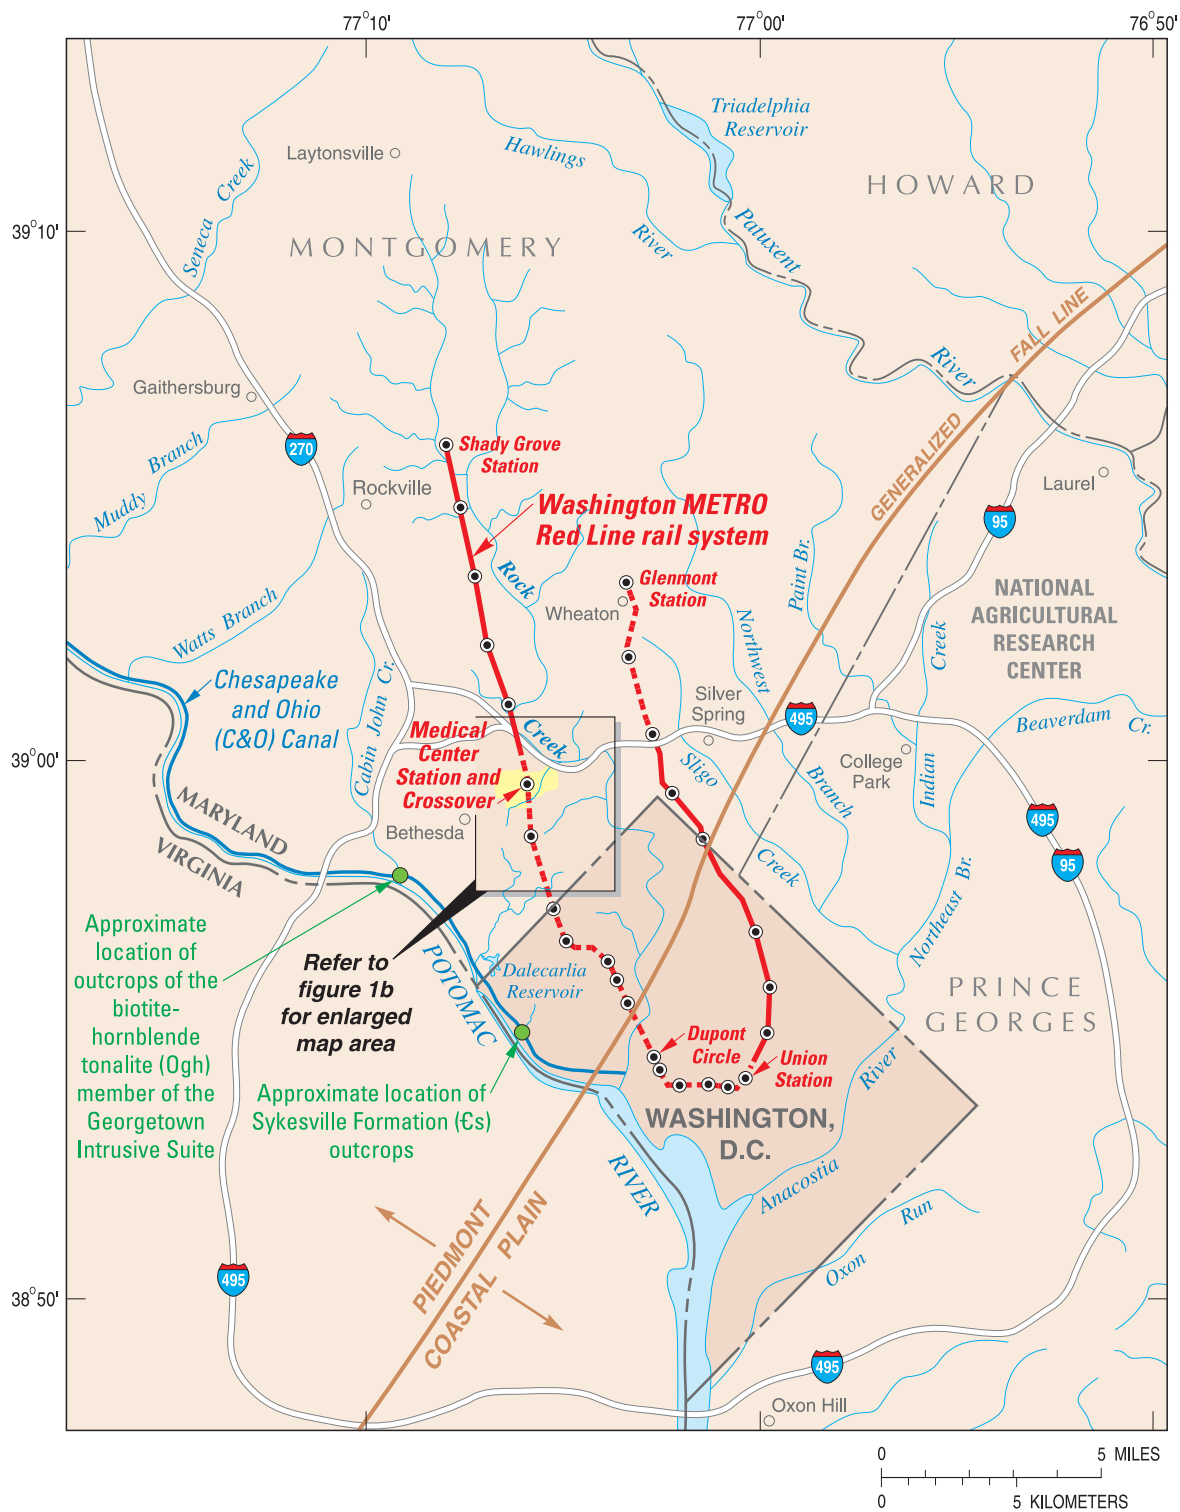 77°10'
77°00'
76°50'
39°10'
39°00'
38°50'
Triadelphia
Reservoir
Laytonsville
Hawlings
River
HOWARD
Seneca Creek
MONTGOMERY
Patuxent
River
FALL LINE
GENERALIZED
Gaithersburg
270
Shady Grove
Station
Muddy Branch
Rockville
Washington METRO
Red Line rail system
Laurel
95
Paint Br.
Rock
Glenmont
Station
Wheaton
NATIONAL
AGRICULTURAL
RESEARCH
CENTER
Watts Branch
Northwest
Creek
Chesapeake
and Ohio
(C&O) Canal
Cabin John Cr.
Silver
Spring
495
Beaverdam Cr.
Medical
Center
Station and
Crossover
Creek
Sligo
Branch
College
Park
Indian
MARYLAND
VIRGINIA
Bethesda
495
95
Creek
Northeast Br.
Approximate
location of
outcrops of the
biotite-
hornblende
tonalite (Ogh)
member of the
Georgetown
Intrusive Suite
Refer to
figure 1b
for enlarged
map area
POTOMAC
Dalecarlia
Reservoir
PRINCE
GEORGES
Dupont
Circle
Union
Station
River
Approximate location of
Sykesville Formation (Єs)
outcrops
WASHINGTON,
D.C.
RIVER
Anacostia
Oxon Run
PIEDMONT
COASTAL PLAIN
495
495
Oxon Hill
0 5 MILES
0 5 KILOMETERS